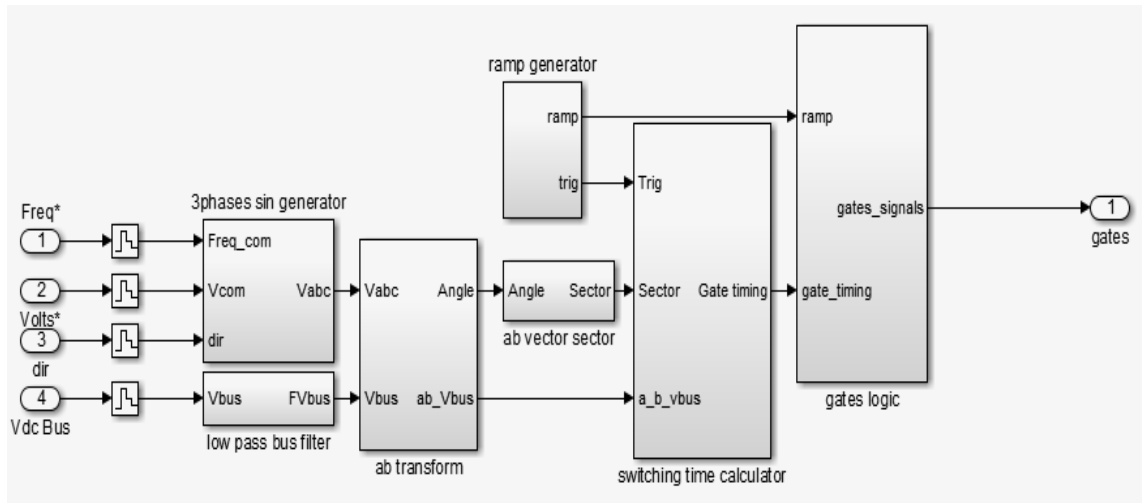 ramp generator
ramp
trig
ramp
Trig
3phases sin generator
Freq*
1
Freq_com
gates_signals
1
gates
2
Volts*
Vcom
Vabc
Vabc
Angle
Angle
Sector
Sector
Gate timing
gate_timing
3
dir
dir
ab vector sector
4
Vdc Bus
Vbus
FVbus
Vbus
ab_Vbus
a_b_vbus
gates logic
low pass bus filter
ab transform
switching time calculator